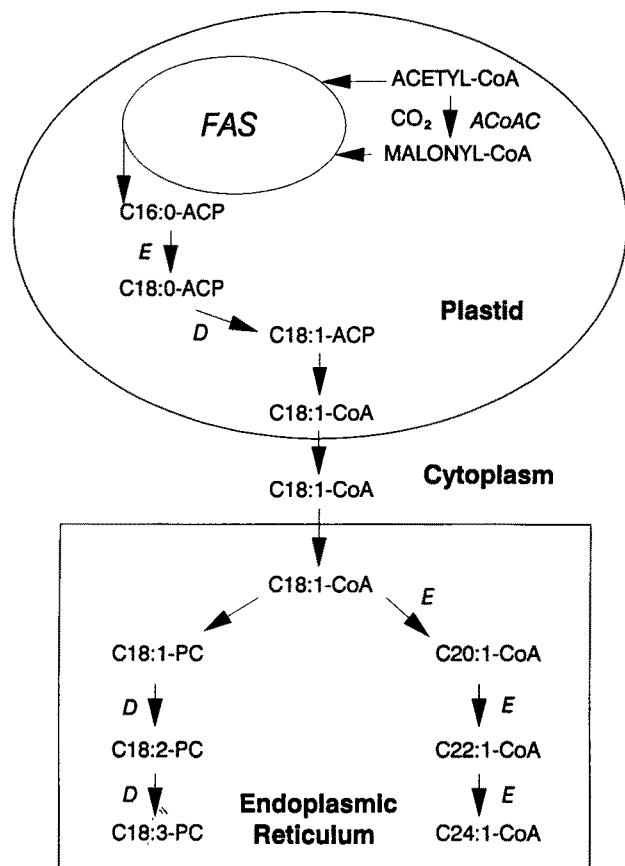 ACETYL-CoA
FAS
CO₂ ACoAC
MALONYL-CoA
C16:0-ACP
E
C18:0-ACP
Plastid
D
C18:1-ACP
C18:1-CoA
Cytoplasm
C18:1-CoA
C18:1-CoA
E
C18:1-PC C20:1-CoA
D E
C18:2-PC C22:1-CoA
D E
Endoplasmic
Reticulum
C18:3-PC C24:1-CoA